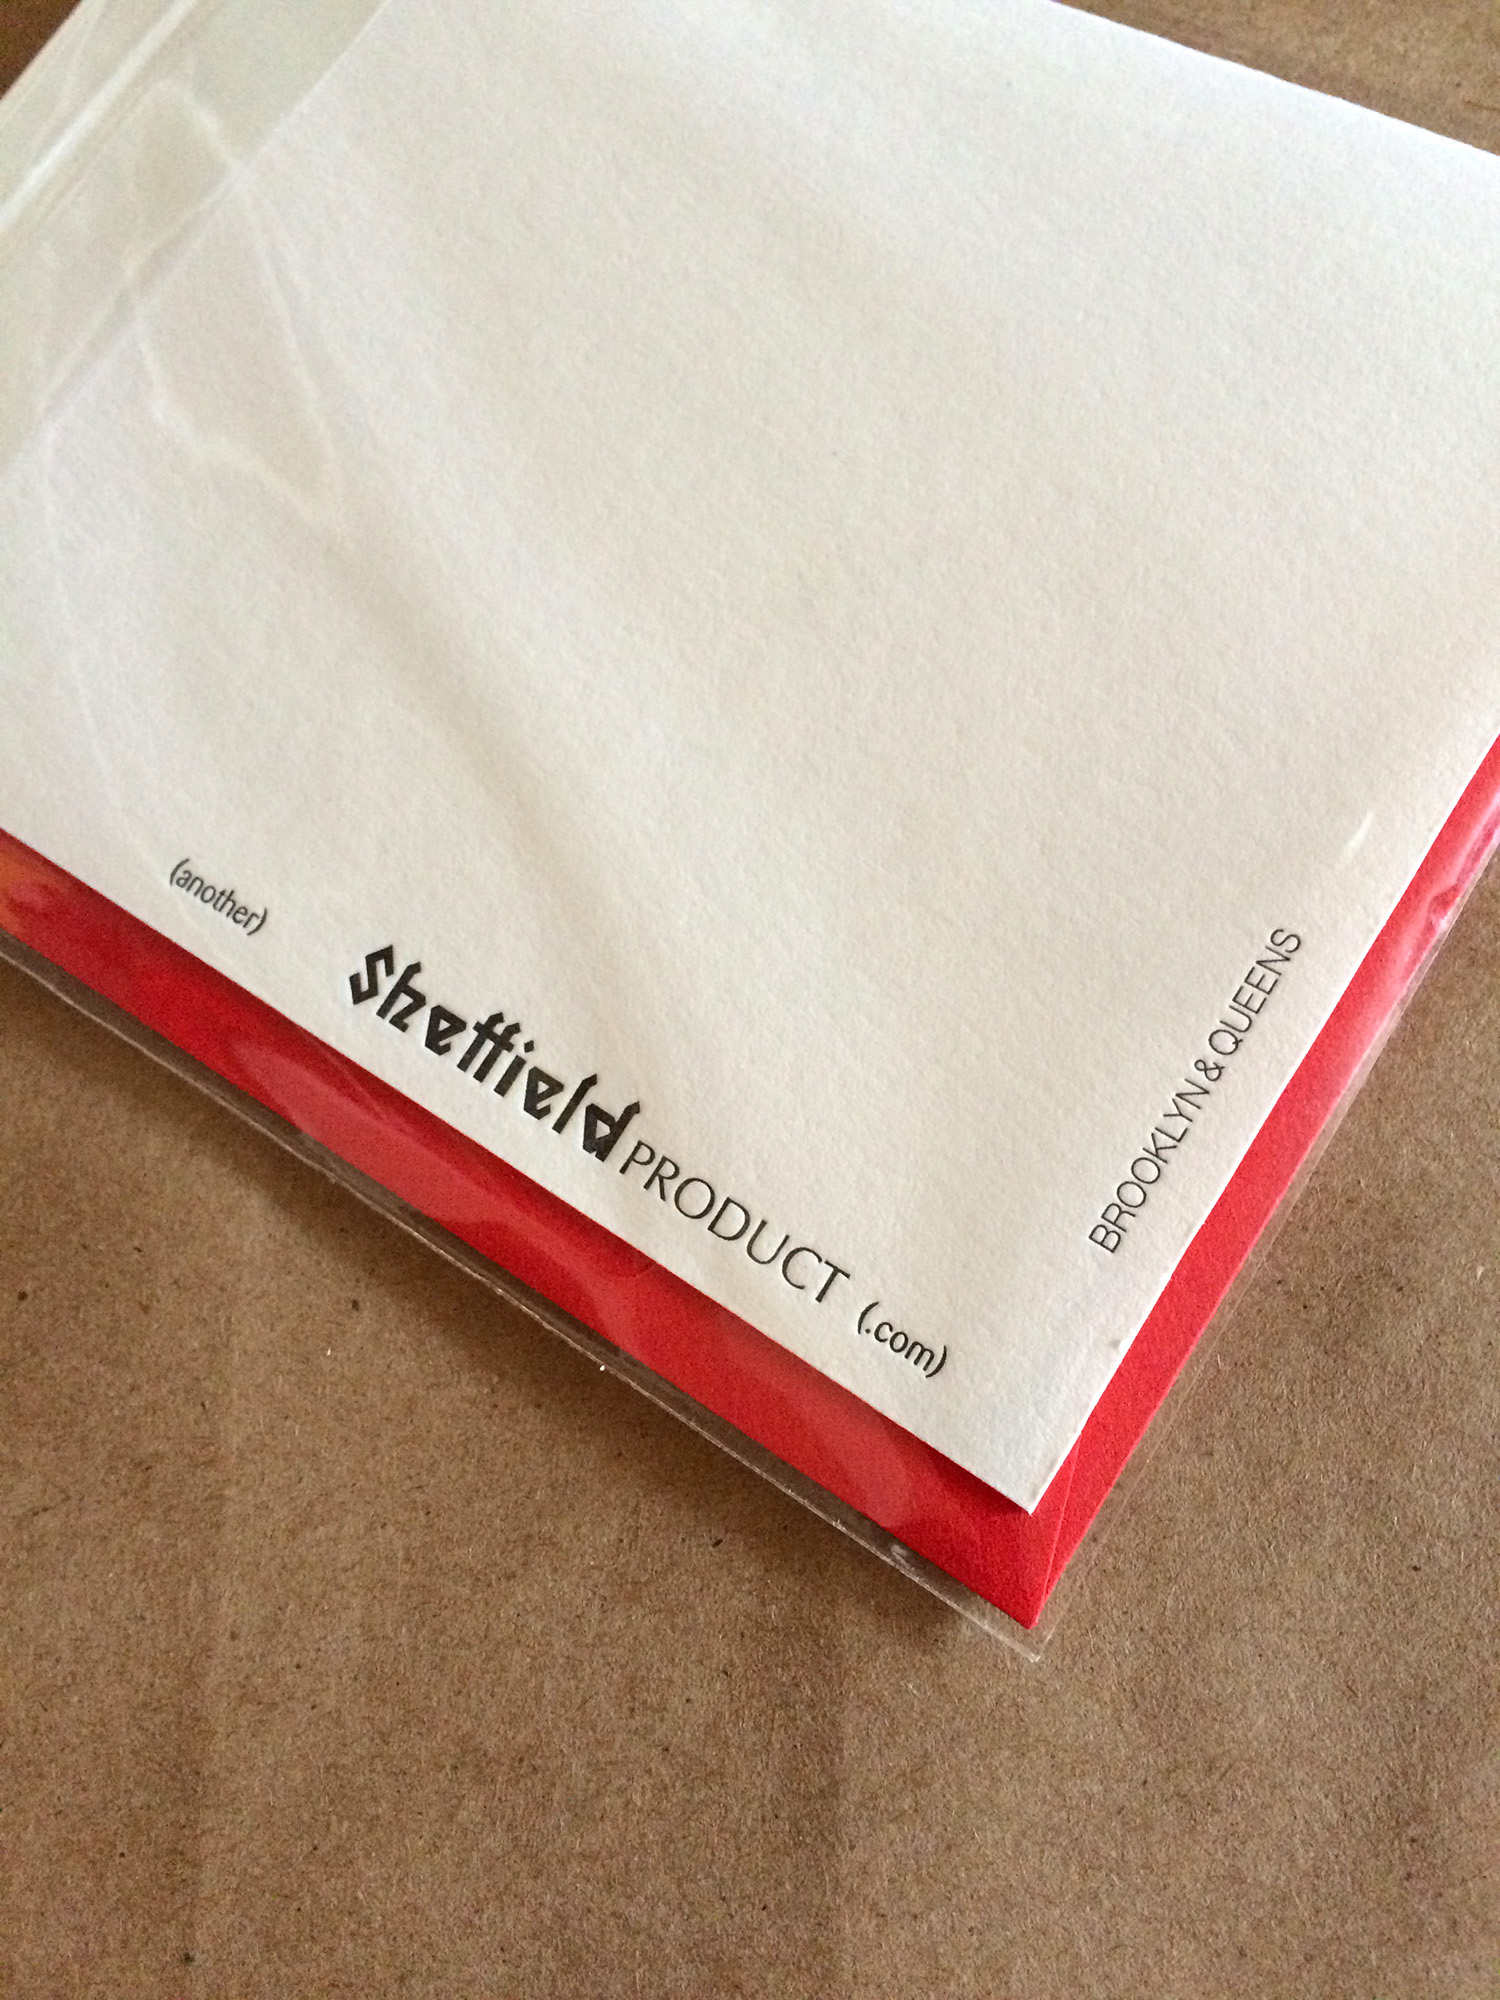 (another) Sheffield PRODUCT (.com)
BROOKLYN & QUEENS